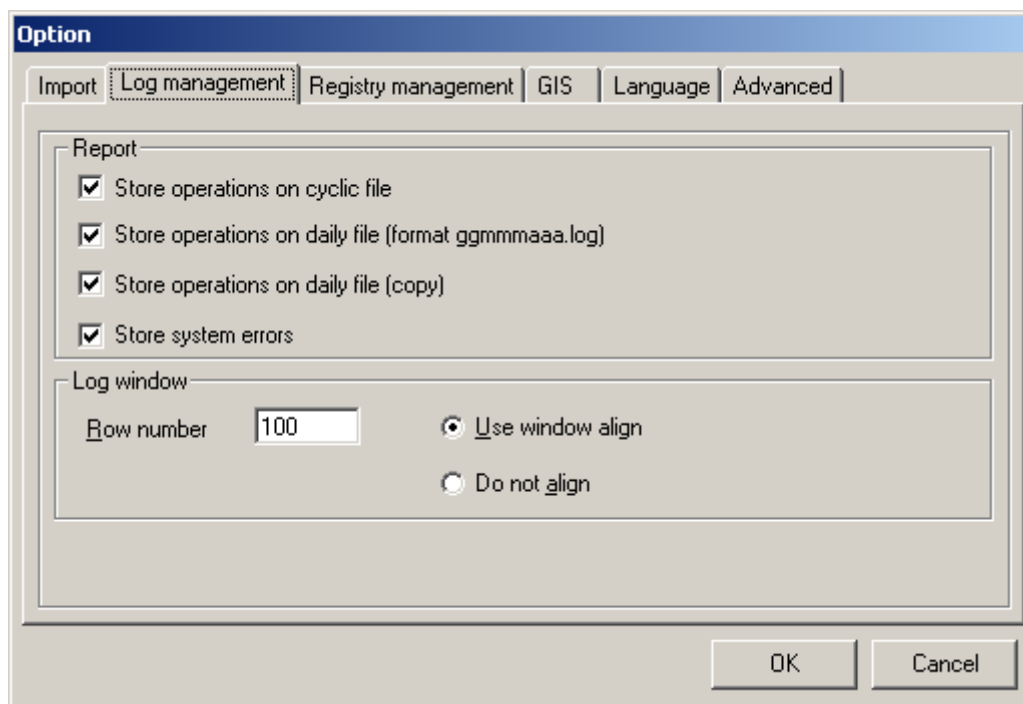 Option
Import Log management Registry management GIS Language Advanced
Report
Store operations on cyclic file
Store operations on daily file (format ggmmmaaa.log)
Store operations on daily file (copy)
Store system errors
Log window
Row number 100 Use window align
Do not align
OK Cancel